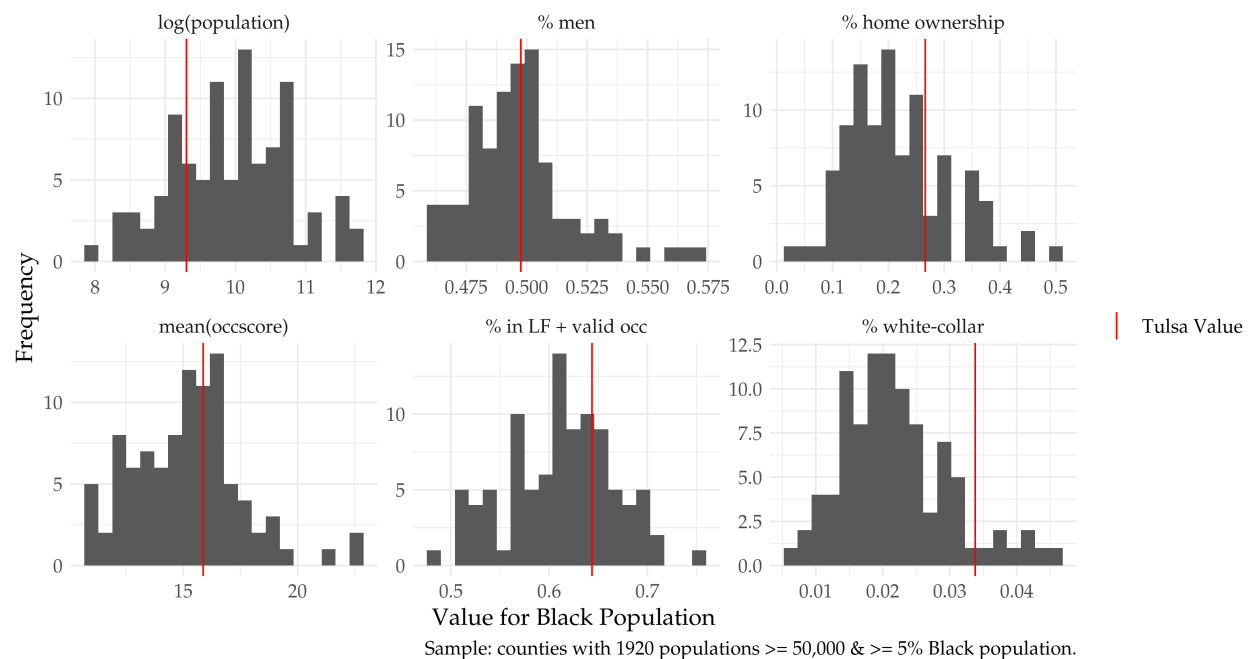 log(population)
% men
% home ownership
10
5
0
8 9 10 11 12
15
10
5
0
0.475 0.500 0.525 0.550 0.575
10
5
0
0.0 0.1 0.2 0.3 0.4 0.5
Frequency
mean(occscore)
% in LF + valid occ
% white-collar
15
10
5
0
15 20
10
5
0
0.5 0.6 0.7
12.5
10.0
7.5
5.0
2.5
0.0
0.01 0.02 0.03 0.04
Tulsa Value
Value for Black Population
Sample: counties with 1920 populations >= 50,000 & >= 5% Black population.